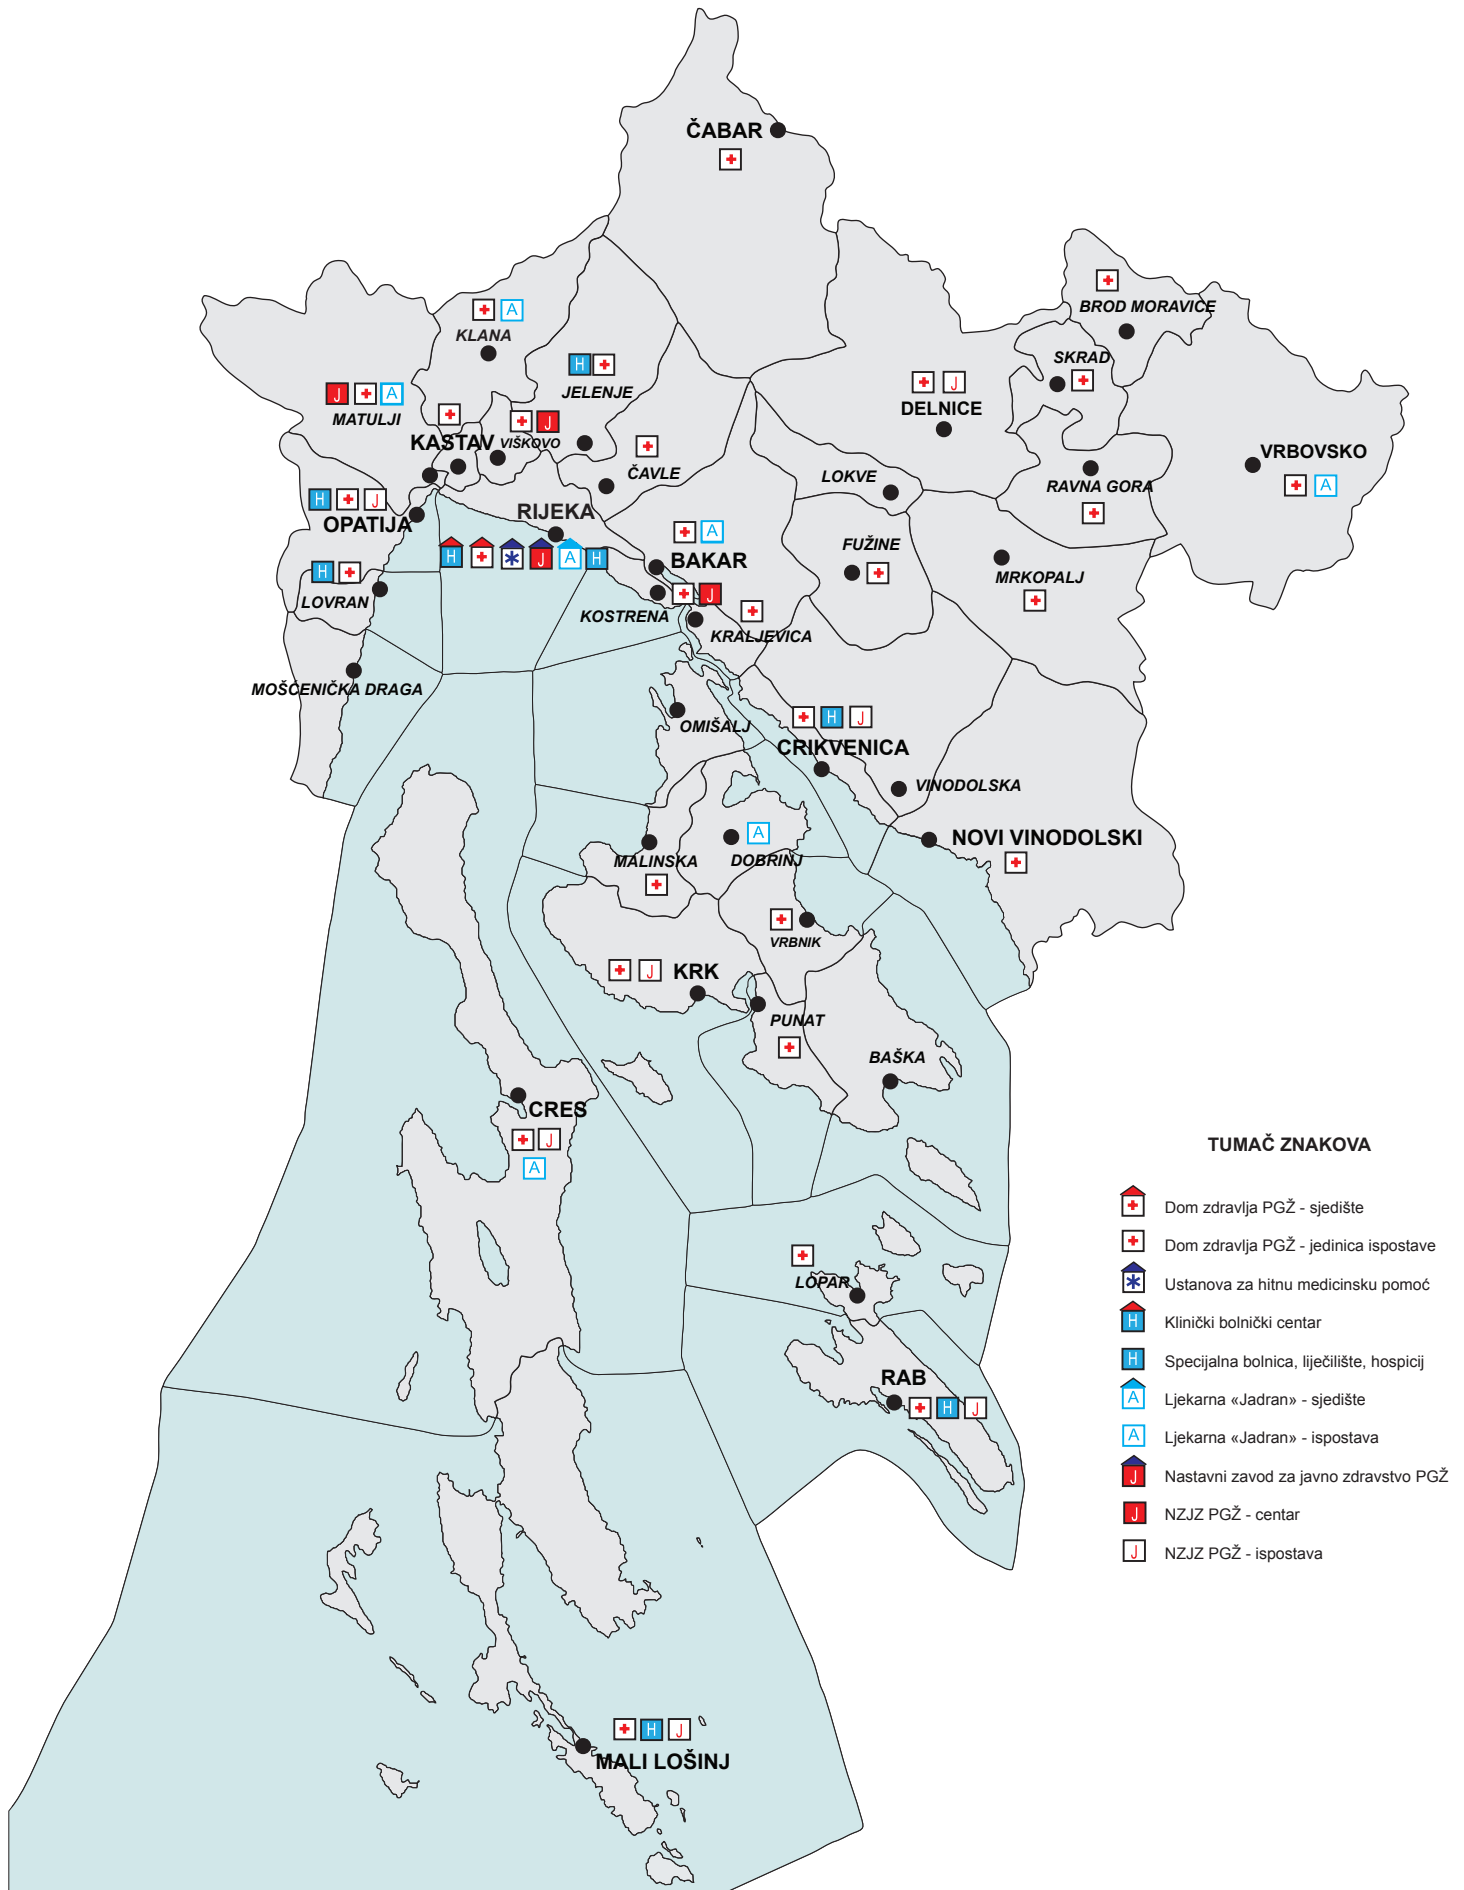 ČABAR
BROD MORAVICE
KLANA
SKRAD
H
JELENJE
A
J
MATULJI
DELNICE
KASTAV
VIŠKOVO
VRBOVSKO
ČAVLE
LOKVE
RAVNA GORA
A
H J
OPATIJA
RIJEKA
A
BAKAR
FUŽINE
H J A H
MRKOPALJ
H
LOVRAN
KOSTRENA
J
KRALJEVICA
MOŠĆENIČKA DRAGA
OMIŠALJ
H J
CRIKVENICA
VINODOLSKA
NOVI VINODOLSKI
A
MALINSKA
DOBRINJ
VRBNIK
J
KRK
PUNAT
BAŠKA
CRES
J
A
LOPAR
RAB
H J
H J
MALI LOŠINJ
TUMAČ ZNAKOVA
Dom zdravlja PGŽ - sjedište
Dom zdravlja PGŽ - jedinica ispostave
Ustanova za hitnu medicinsku pomoć
H Klinički bolnički centar
H Specijalna bolnica, liječilište, hospicij
A Ljekarna «Jadran» - sjedište
A Ljekarna «Jadran» - ispostava
J Nastavni zavod za javno zdravstvo PGŽ
J NZJZ PGŽ - centar
J NZJZ PGŽ - ispostava